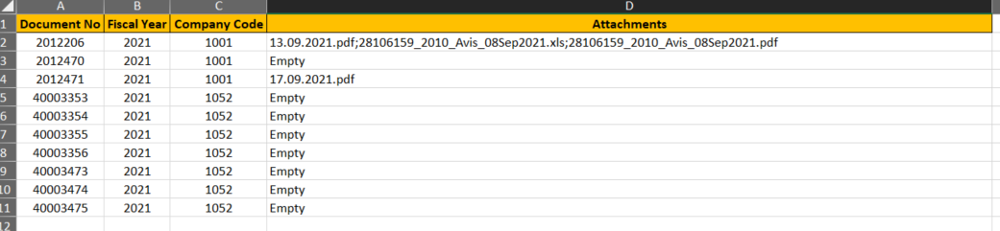 A B C D
1 Document No Fiscal Year Company Code Attachments
2 2012206 2021 1001 13.09.2021.pdf;28106159_2010_Avis_08Sep2021.xls;28106159_2010_Avis_08Sep2021.pdf
3 2012470 2021 1001 Empty
4 2012471 2021 1001 17.09.2021.pdf
5 40003353 2021 1052 Empty
6 40003354 2021 1052 Empty
7 40003355 2021 1052 Empty
8 40003356 2021 1052 Empty
9 40003473 2021 1052 Empty
10 40003474 2021 1052 Empty
11 40003475 2021 1052 Empty
12